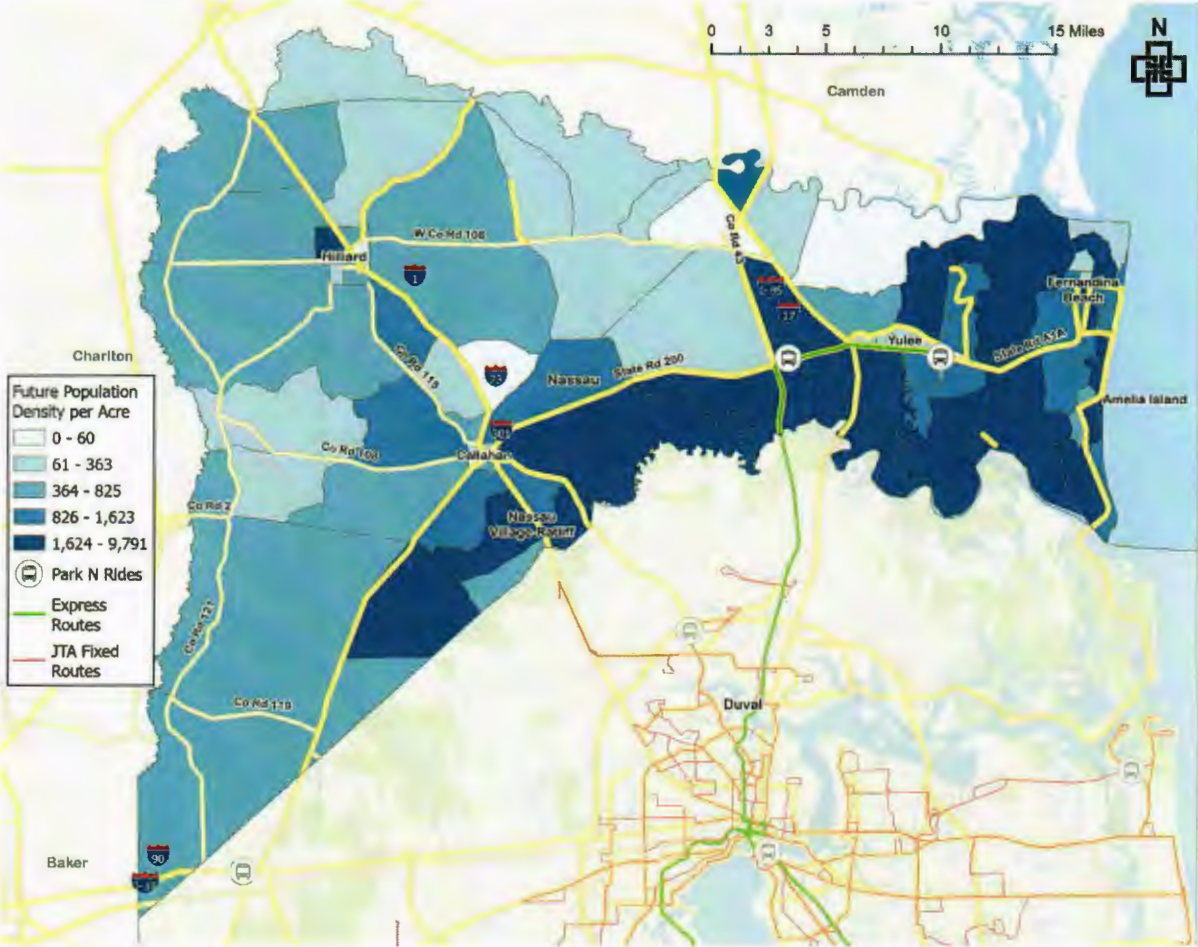 0 3 5 10 15 Miles
N
Camden
Co Rd 43
W Co Rd 108
Hilliard
1
I-95
17
Fernandina
Beach
Charlton
Yulee
State Rd A1A
Co Rd 115
23
Nassau
State Rd 200
Amelia Island
Future Population
Density per Acre
0 - 60
61 - 363
364 - 825
826 - 1,623
1,624 - 9,791
Park N Rides
Express
Routes
JTA Fixed
Routes
301
Co Rd 108
Callahan
Co Rd 2
Nassau
Village-Ratliff
Co Rd 121
Co Rd 119
Duval
Baker
90